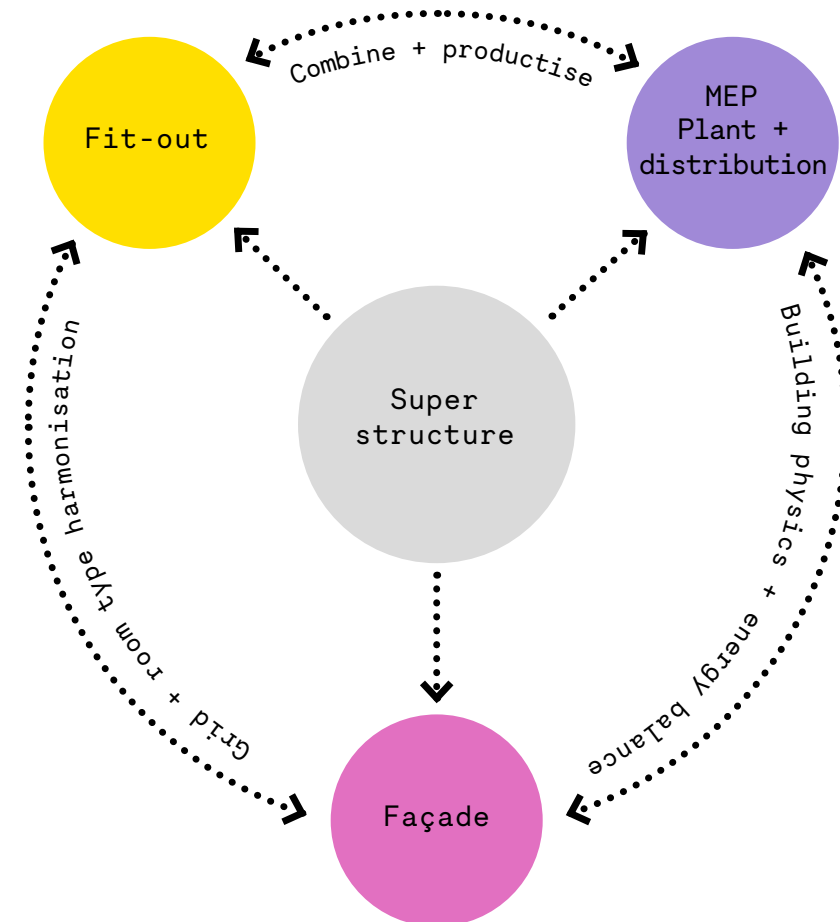 Combine + productise
Fit-out
MEP
Plant +
distribution
Grid + room type harmonisation
Super
structure
Building physics + energy balance
Façade